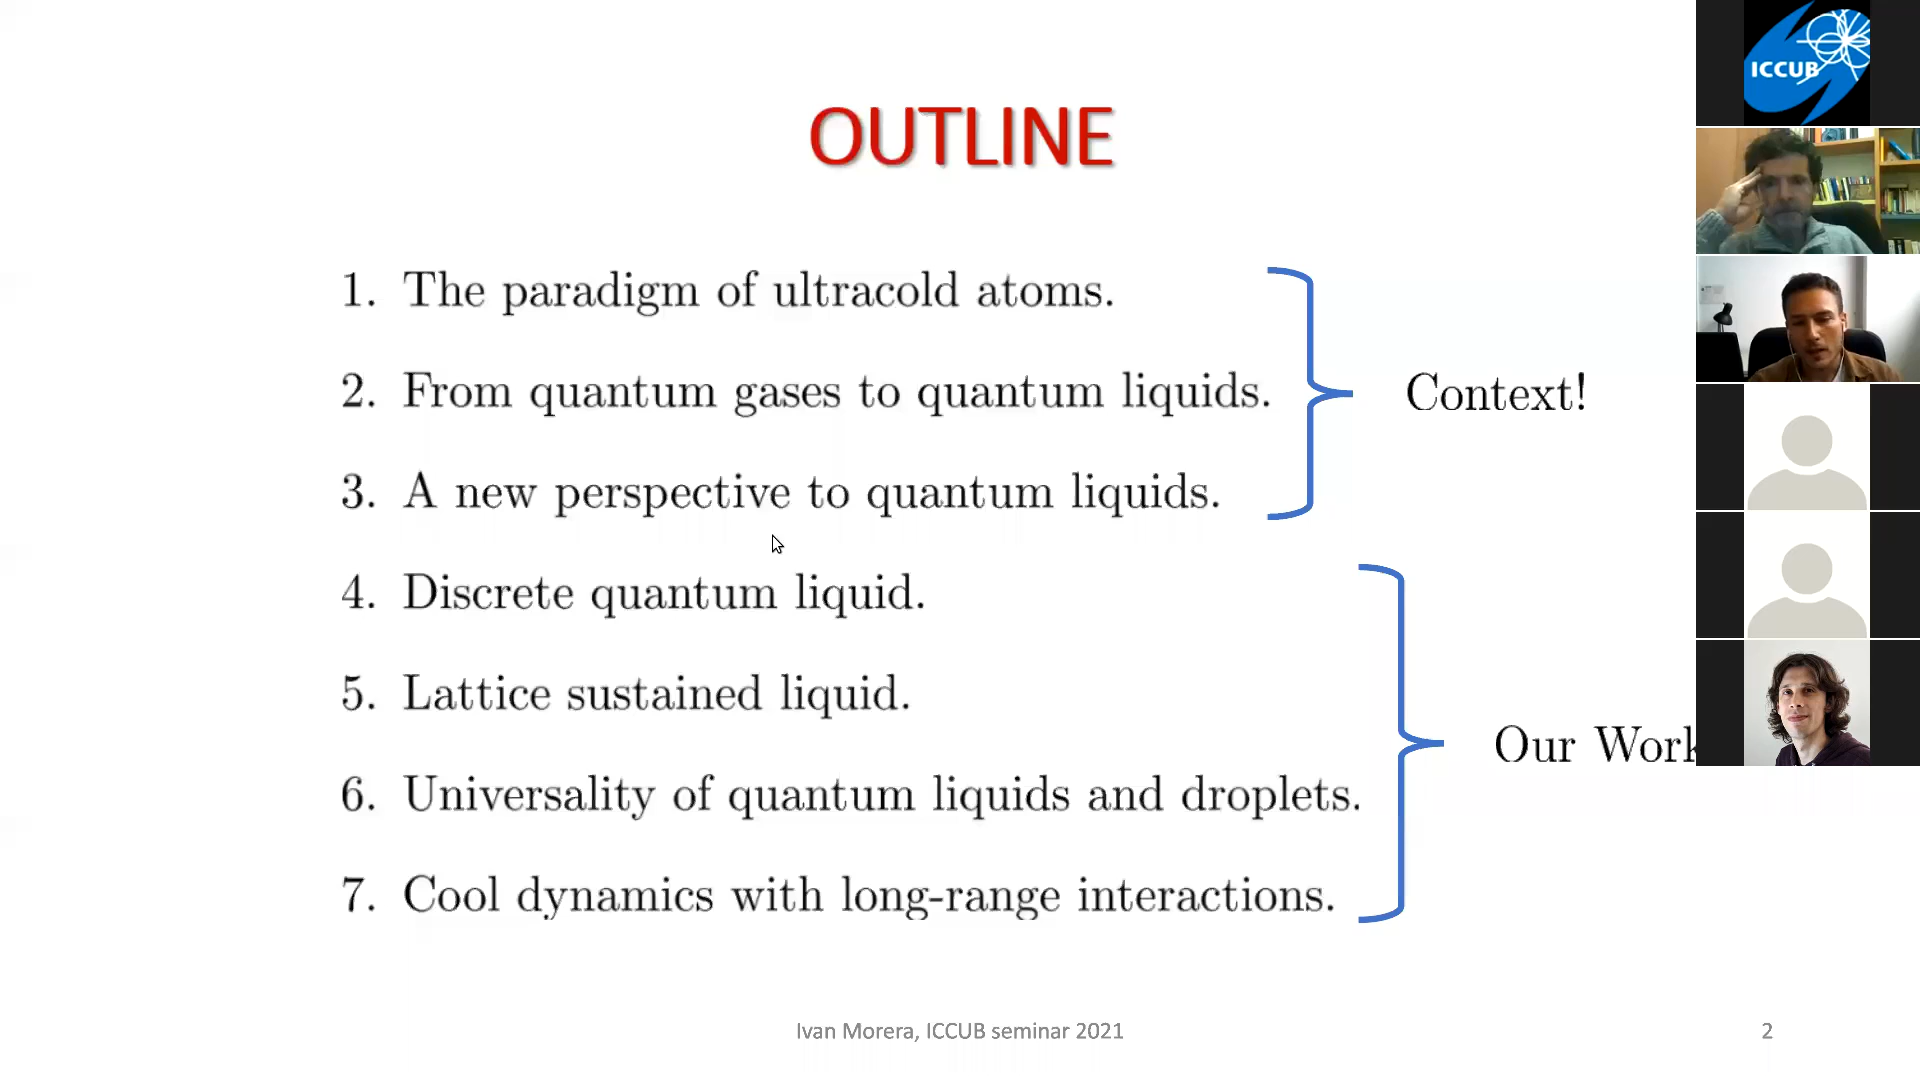 OUTLINE
1. The paradigm of ultracold atoms.
2. From quantum gases to quantum liquids.
3. A new perspective to quantum liquids.
Context!
4. Discrete quantum liquid.
5. Lattice sustained liquid.
6. Universality of quantum liquids and droplets.
7. Cool dynamics with long-range interactions.
Our Work
Ivan Morera, ICCUB seminar 2021
2
ICCUB